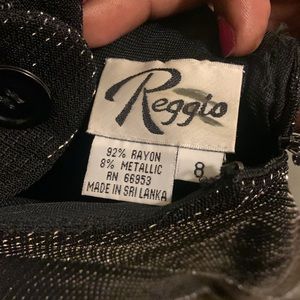 Reggio
92% RAYON
8% METALLIC
RN 66953
MADE IN SRI LANKA
8